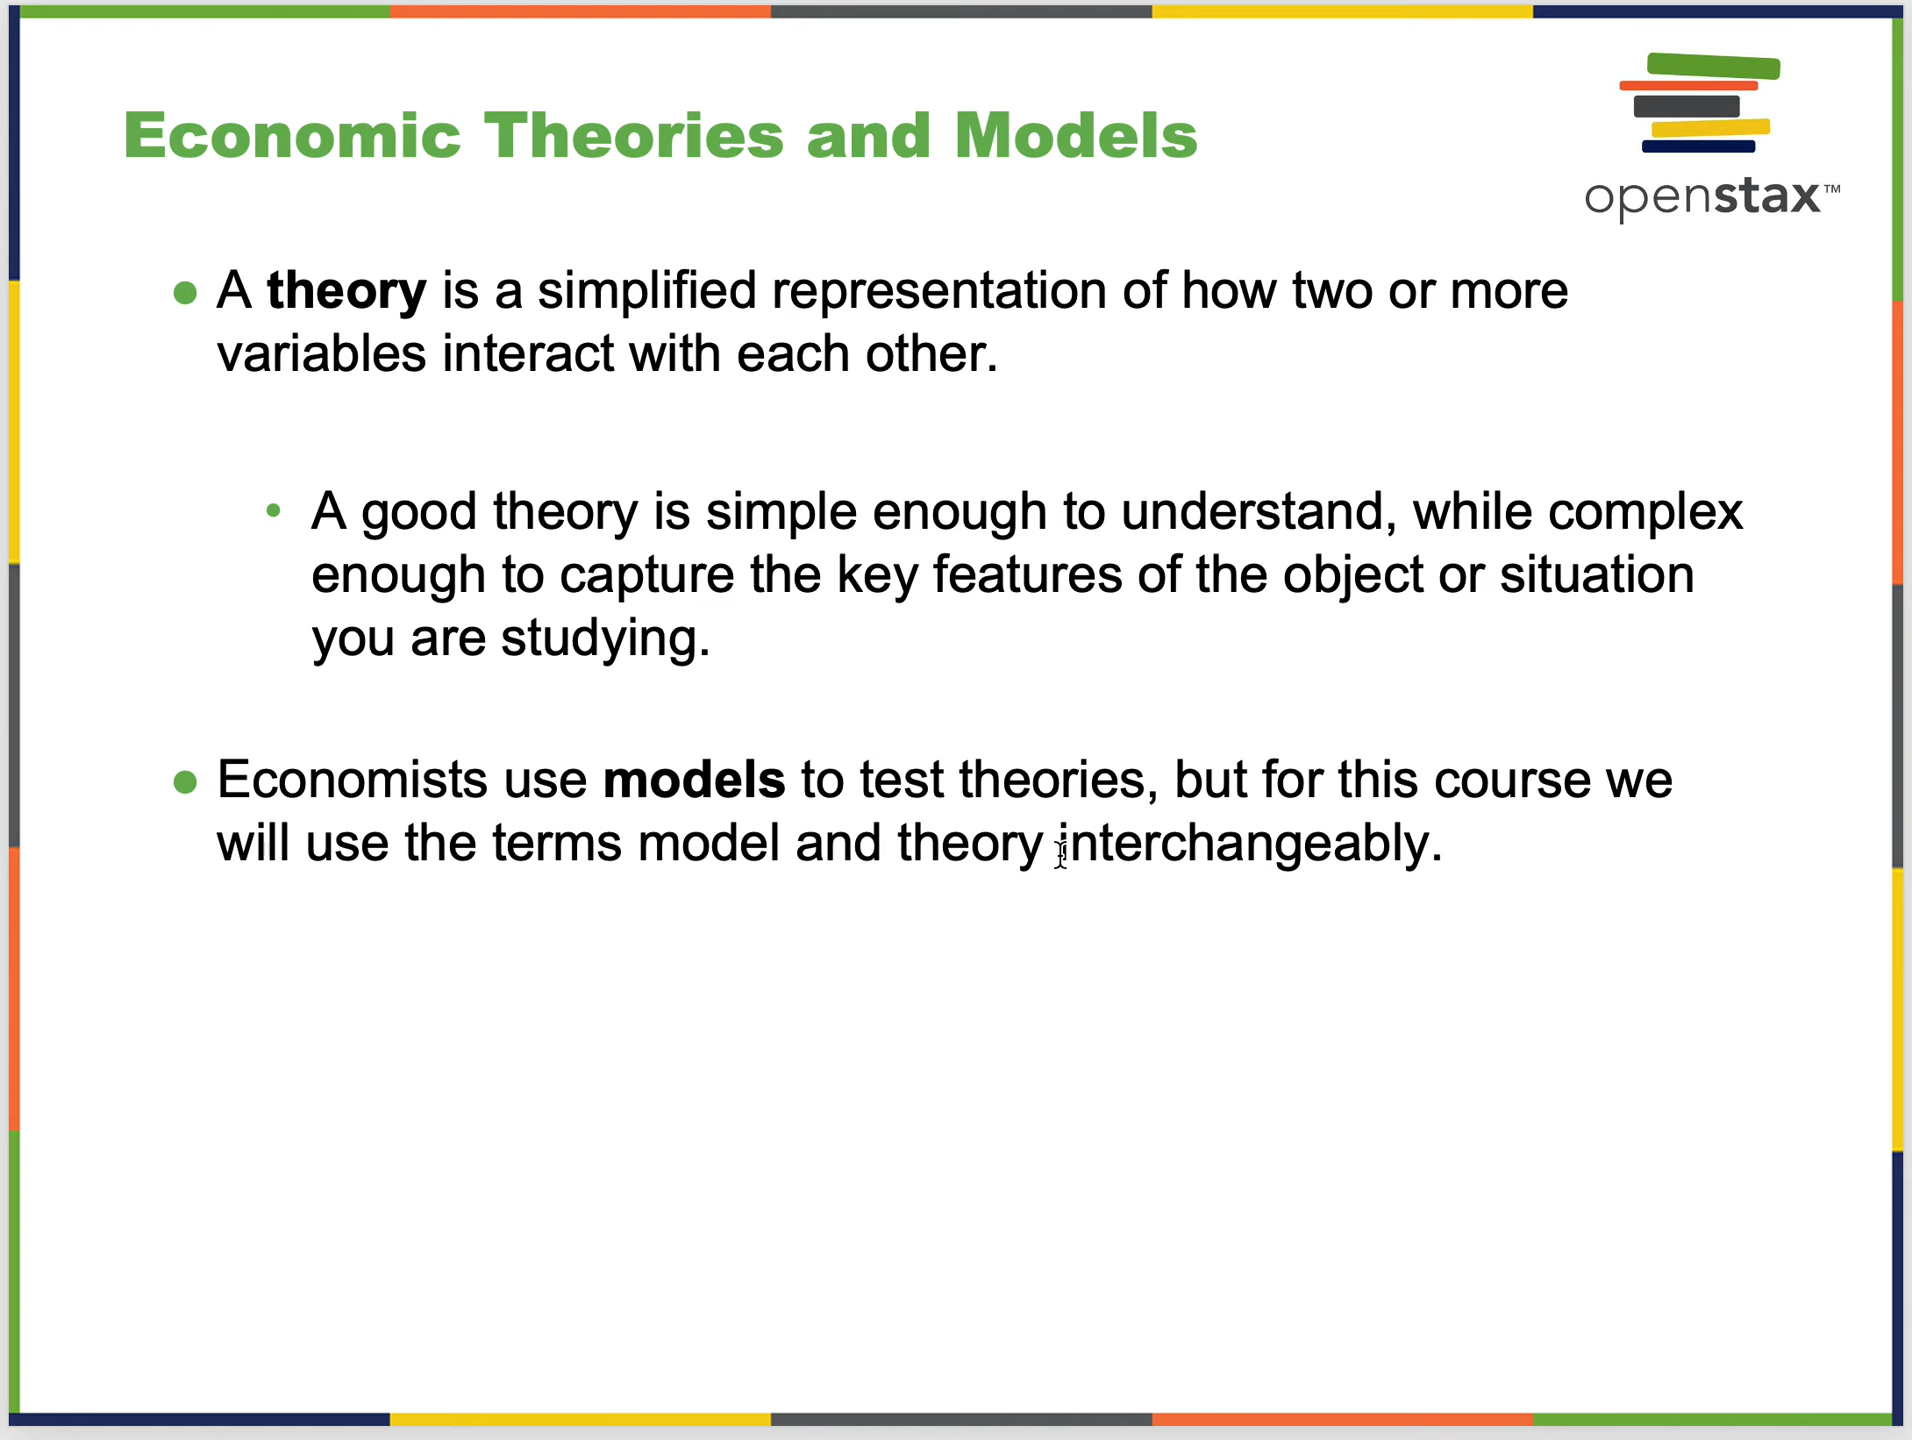 Economic Theories and Models
openstax™
● A theory is a simplified representation of how two or more
variables interact with each other.
• A good theory is simple enough to understand, while complex
enough to capture the key features of the object or situation
you are studying.
● Economists use models to test theories, but for this course we
will use the terms model and theory interchangeably.